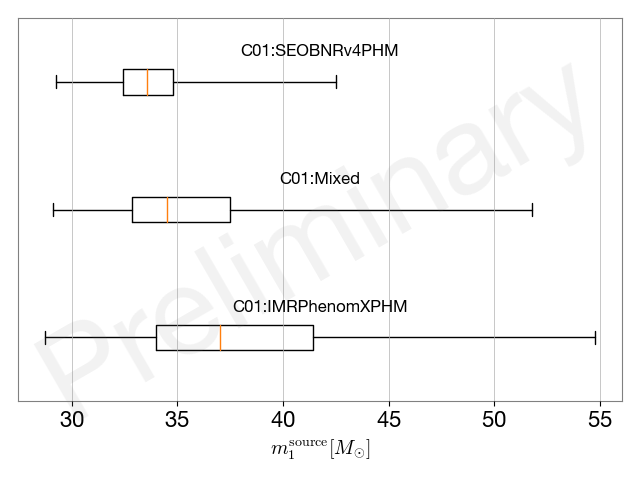 C01:SEOBNRv4PHM
C01:Mixed
C01:IMRPhenomXPHM
Preliminary
30 35 40 45 50 55
m₁^source [M⊙]